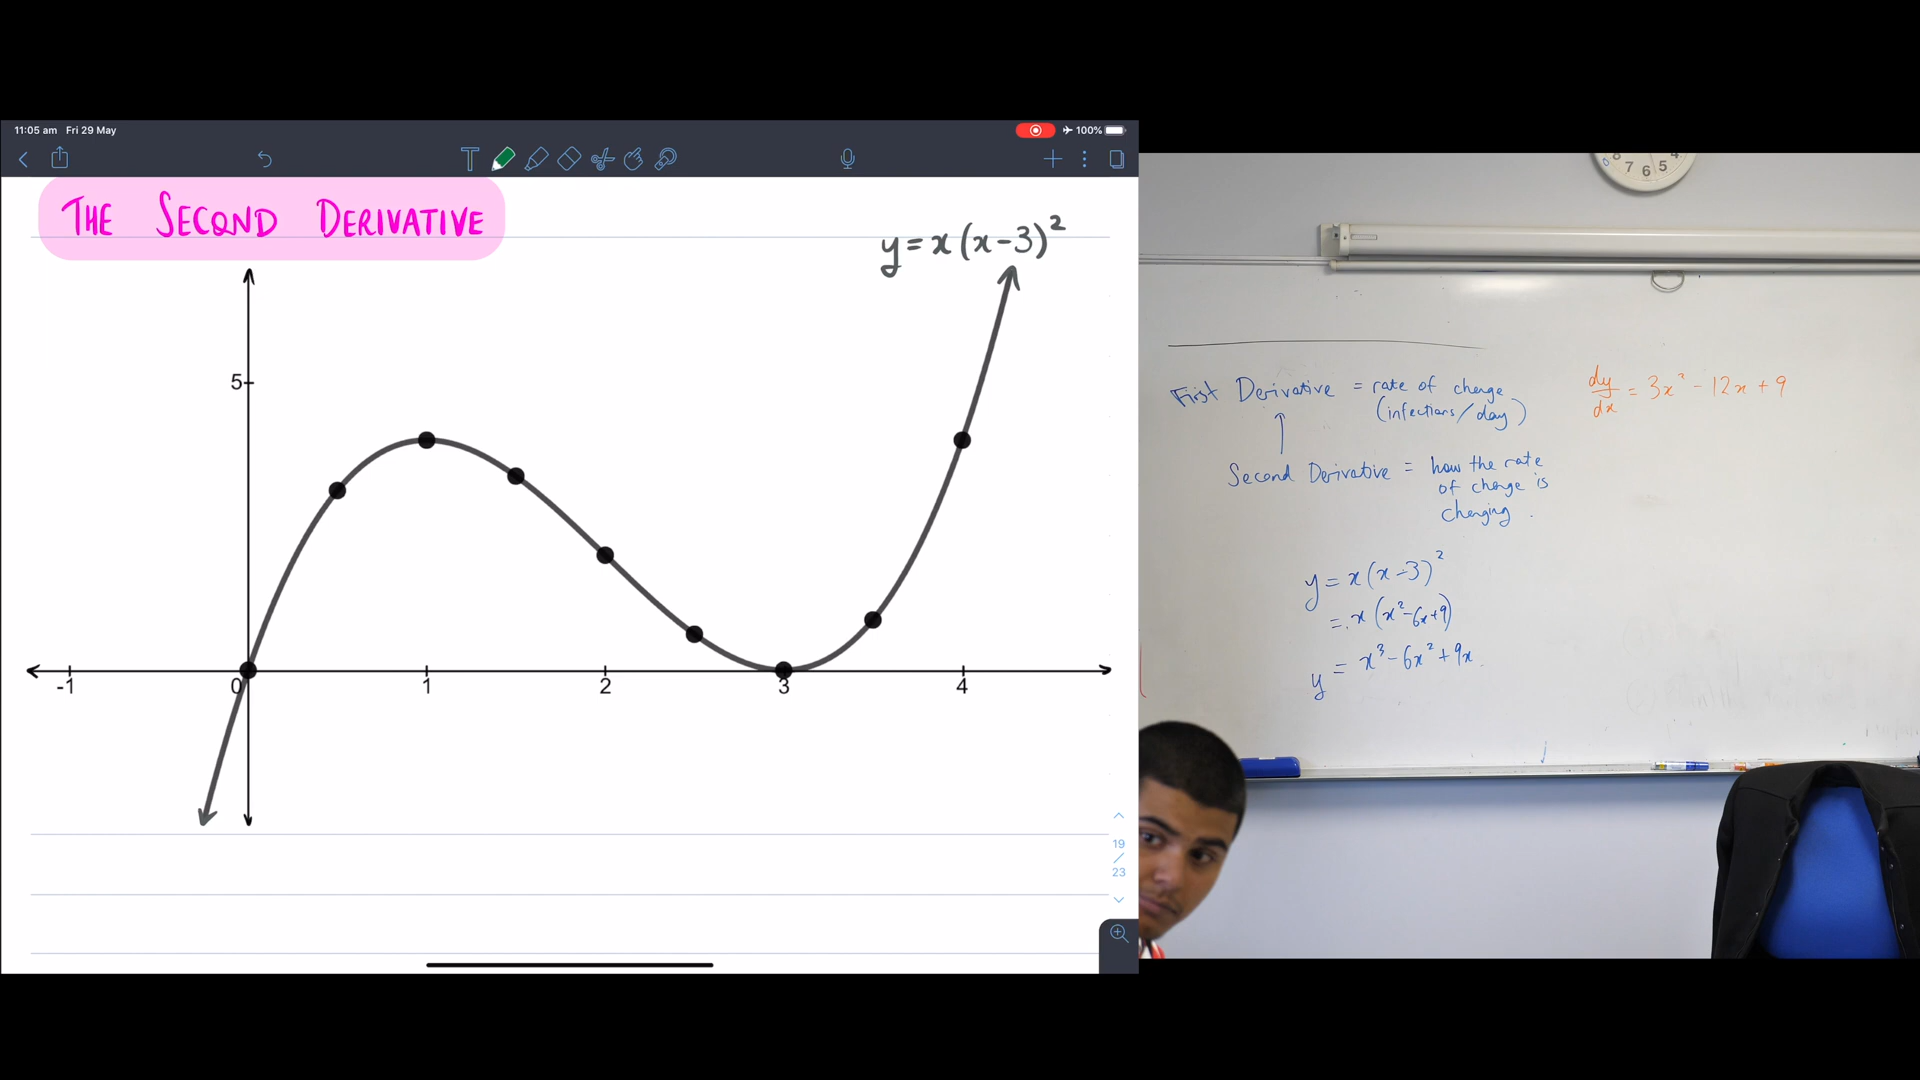 11:05 am Fri 29 May
100%
THE SECOND DERIVATIVE
y = x(x-3)²
5
-1 0 1 2 3 4
19
/
23
8 7 6 5 4
First Derivative = rate of change
(infections/day)
↑
Second Derivative = how the rate
of change is
changing.
y = x(x-3)²
= x(x²-6x+9)
y = x³-6x²+9x
dy/dx = 3x² - 12x + 9